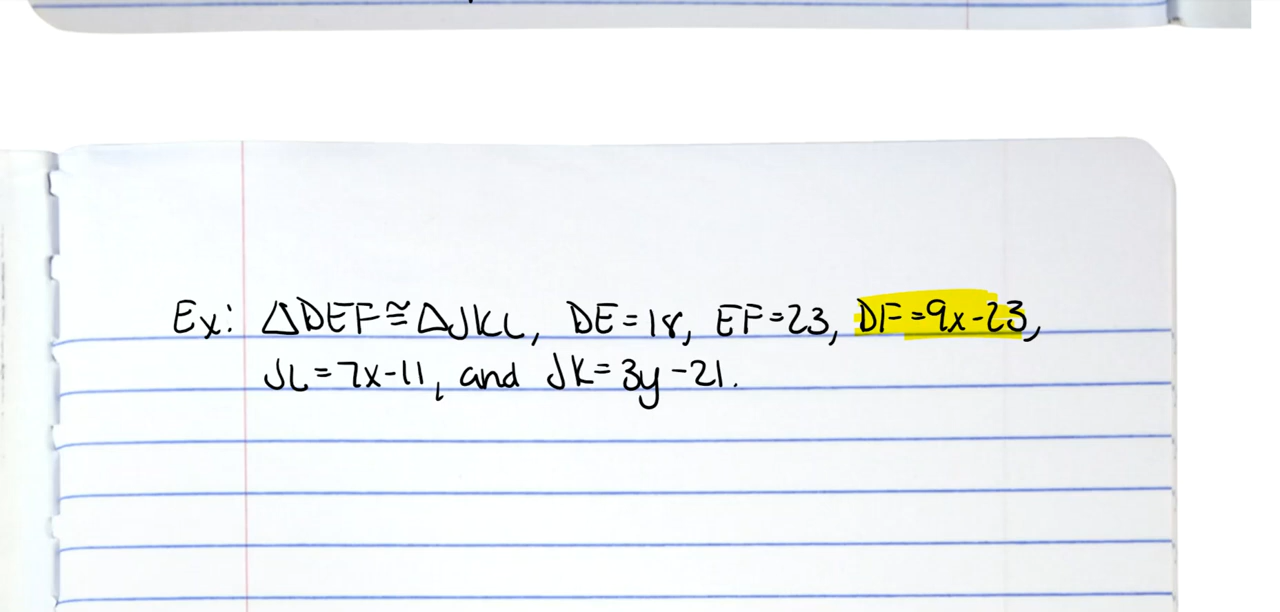 Ex: △DEF≅△JKL, DE=18, EF=23, DF=9x-23,
JL=7x-11, and JK=3y-21.